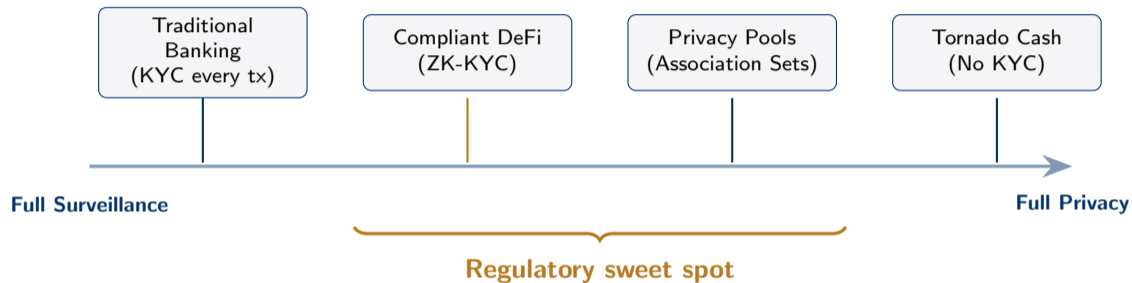 Traditional
Banking
(KYC every tx)
Compliant DeFi
(ZK-KYC)
Privacy Pools
(Association Sets)
Tornado Cash
(No KYC)
Full Surveillance
Full Privacy
Regulatory sweet spot